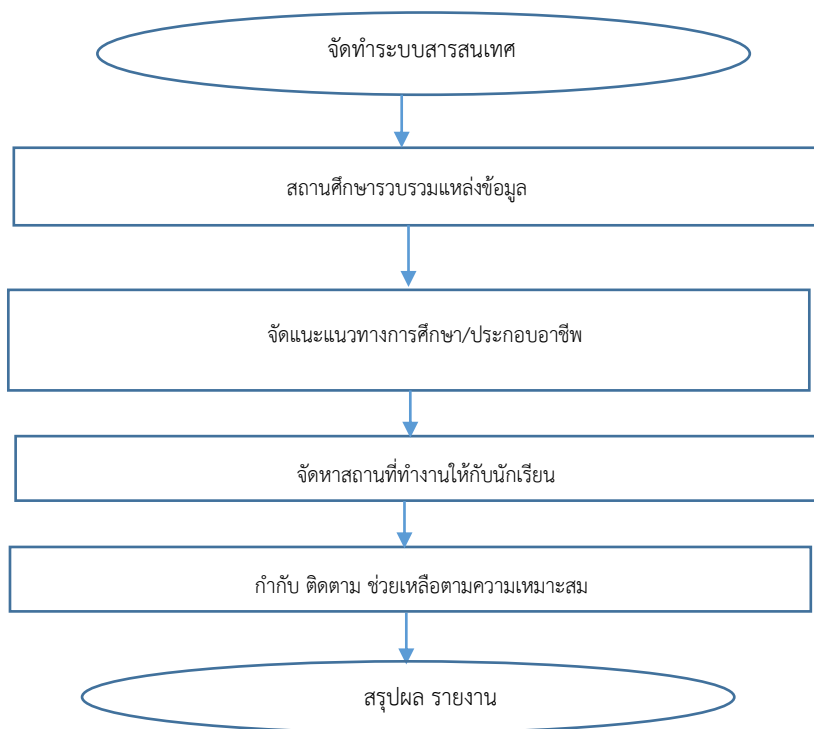 จัดทำระบบสารสนเทศ
สถานศึกษารวบรวมแหล่งข้อมูล
จัดแนะแนวทางการศึกษา/ประกอบอาชีพ
จัดหาสถานที่ทำงานให้กับนักเรียน
กำกับ ติดตาม ช่วยเหลือตามความเหมาะสม
สรุปผล รายงาน